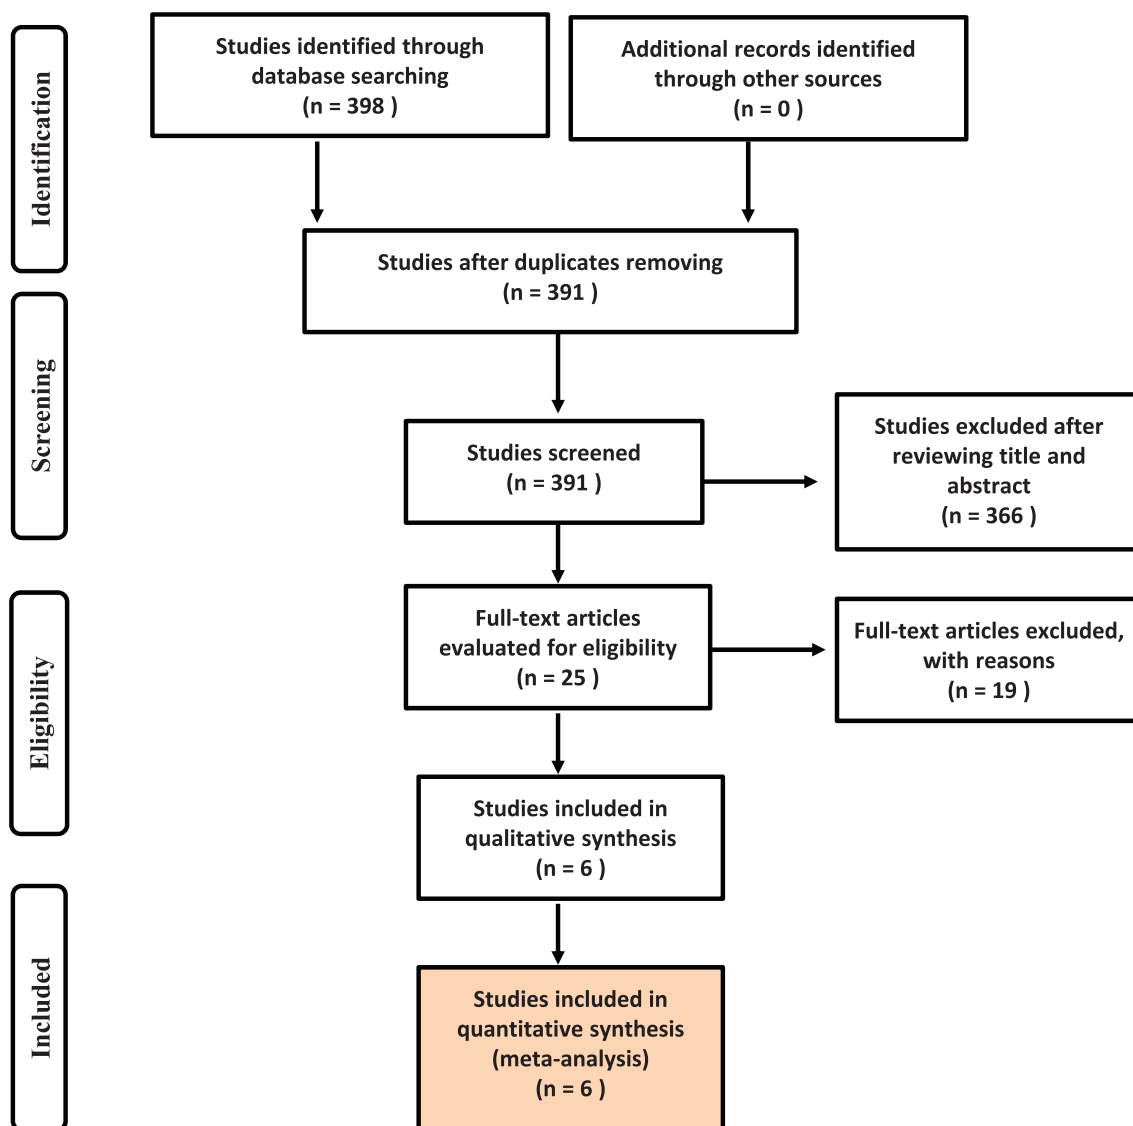 Identification
Studies identified through
database searching
(n = 398 )
Additional records identified
through other sources
(n = 0 )
Studies after duplicates removing
(n = 391 )
Screening
Studies screened
(n = 391 )
Studies excluded after
reviewing title and
abstract
(n = 366 )
Eligibility
Full-text articles
evaluated for eligibility
(n = 25 )
Full-text articles excluded,
with reasons
(n = 19 )
Studies included in
qualitative synthesis
(n = 6 )
Included
Studies included in
quantitative synthesis
(meta-analysis)
(n = 6 )